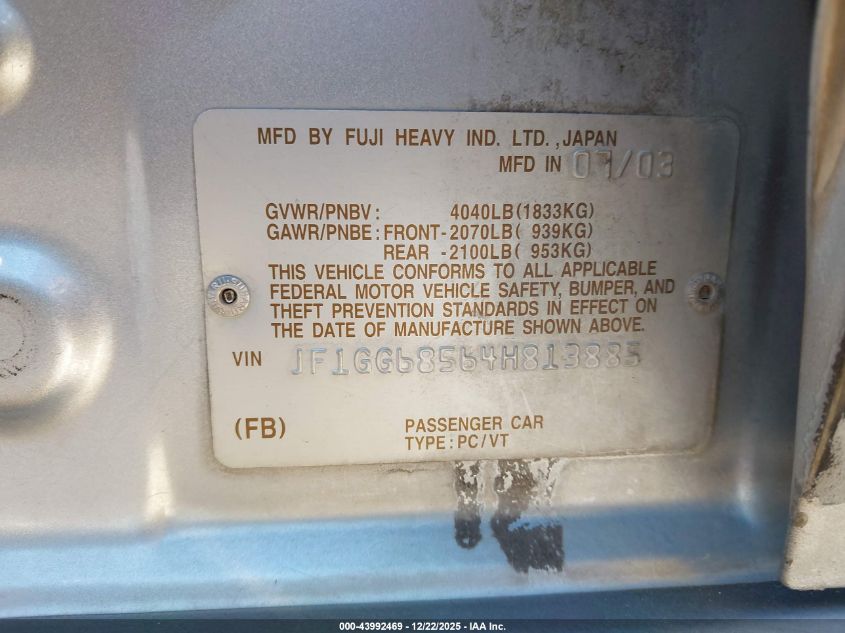 MFD BY FUJI HEAVY IND. LTD.,JAPAN
MFD IN 07/03
GVWR/PNBV: 4040LB(1833KG)
GAWR/PNBE: FRONT-2070LB( 939KG)
REAR -2100LB( 953KG)
THIS VEHICLE CONFORMS TO ALL APPLICABLE
FEDERAL MOTOR VEHICLE SAFETY, BUMPER, AND
THEFT PREVENTION STANDARDS IN EFFECT ON
THE DATE OF MANUFACTURE SHOWN ABOVE.
VIN JF1GG68564H813885
(FB) PASSENGER CAR
TYPE:PC/VT
000-43992469 - 12/22/2025 - IAA Inc.